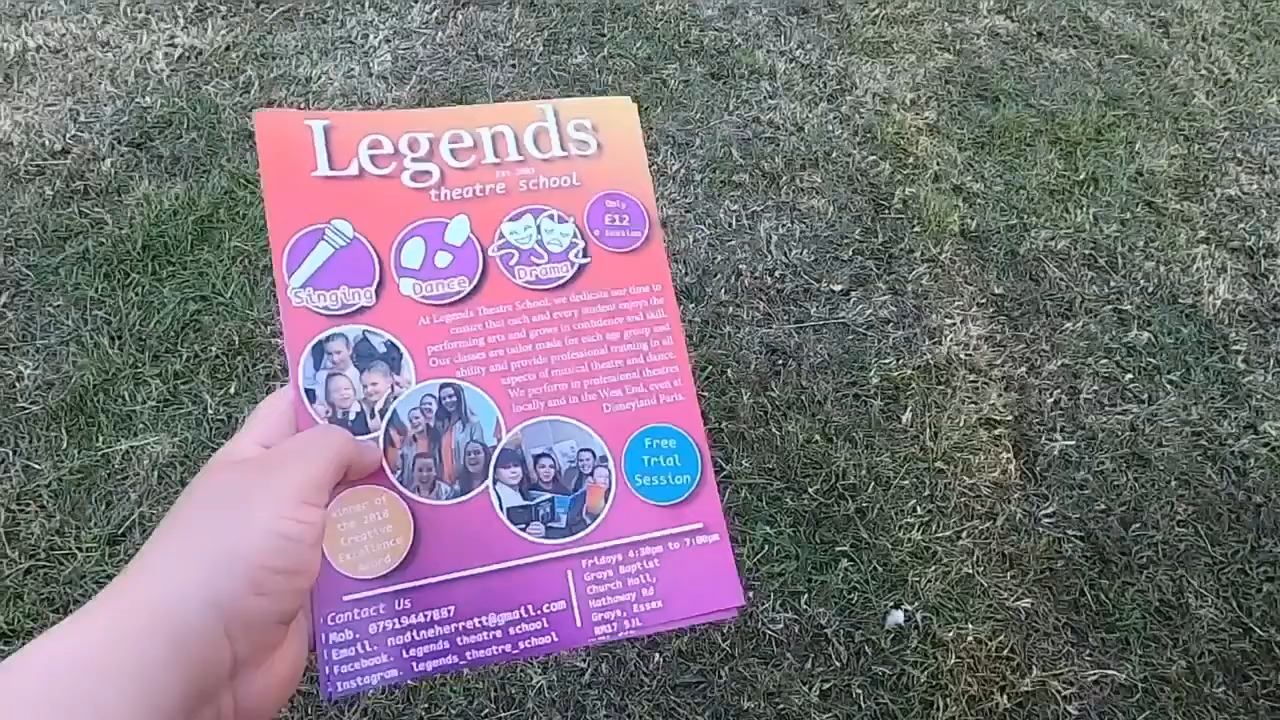 Legends
Est. 2003
theatre school
Singing
Dance
Drama
Only
£12
a session
At Legends Theatre School, we dedicate our time to
ensure that each and every student enjoys the
performing arts and grows in confidence and skill.
Our classes are tailor made for each age group and
ability and provide professional training in all
aspects of musical theatre and dance.
We perform in professional theatres
locally and in the West End, even at
Disneyland Paris.
Free
Trial
Session
Winner of
the 2018
Creative
Excellence
Award
Contact Us
Mob. 07919447887
Email. nadineherrett@gmail.com
Facebook. Legends theatre school
Instagram. legends_theatre_school
Fridays 4:30pm to 7:00pm
Grays Baptist
Church Hall,
Hathaway Rd
Grays, Essex
RM17 5JL